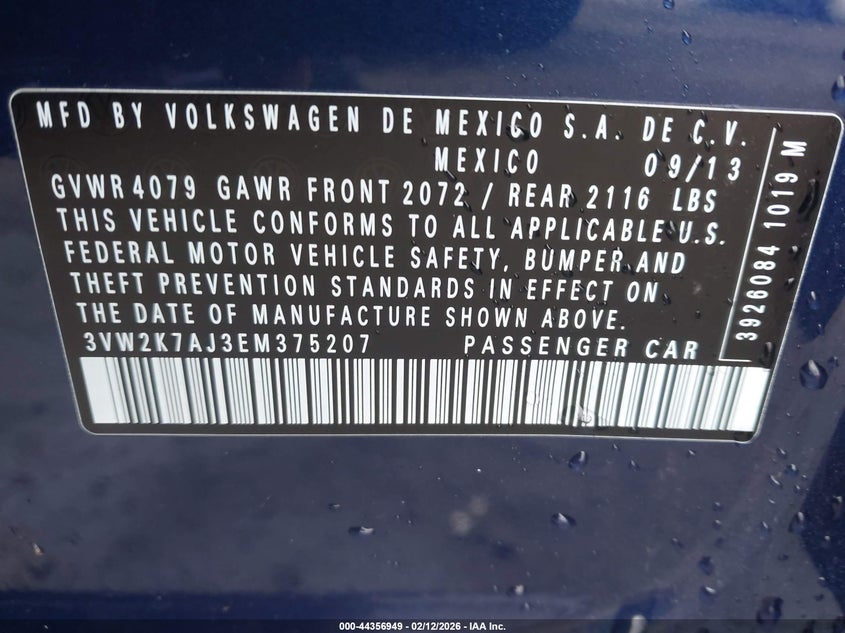 MFD BY VOLKSWAGEN DE MEXICO S.A. DE C.V.
MEXICO 09/13
GVWR 4079 GAWR FRONT 2072 / REAR 2116 LBS
THIS VEHICLE CONFORMS TO ALL APPLICABLE U.S.
FEDERAL MOTOR VEHICLE SAFETY, BUMPER AND
THEFT PREVENTION STANDARDS IN EFFECT ON
THE DATE OF MANUFACTURE SHOWN ABOVE.
3VW2K7AJ3EM375207 PASSENGER CAR
3926084 1019 M
000-44356949 - 02/12/2026 - IAA Inc.